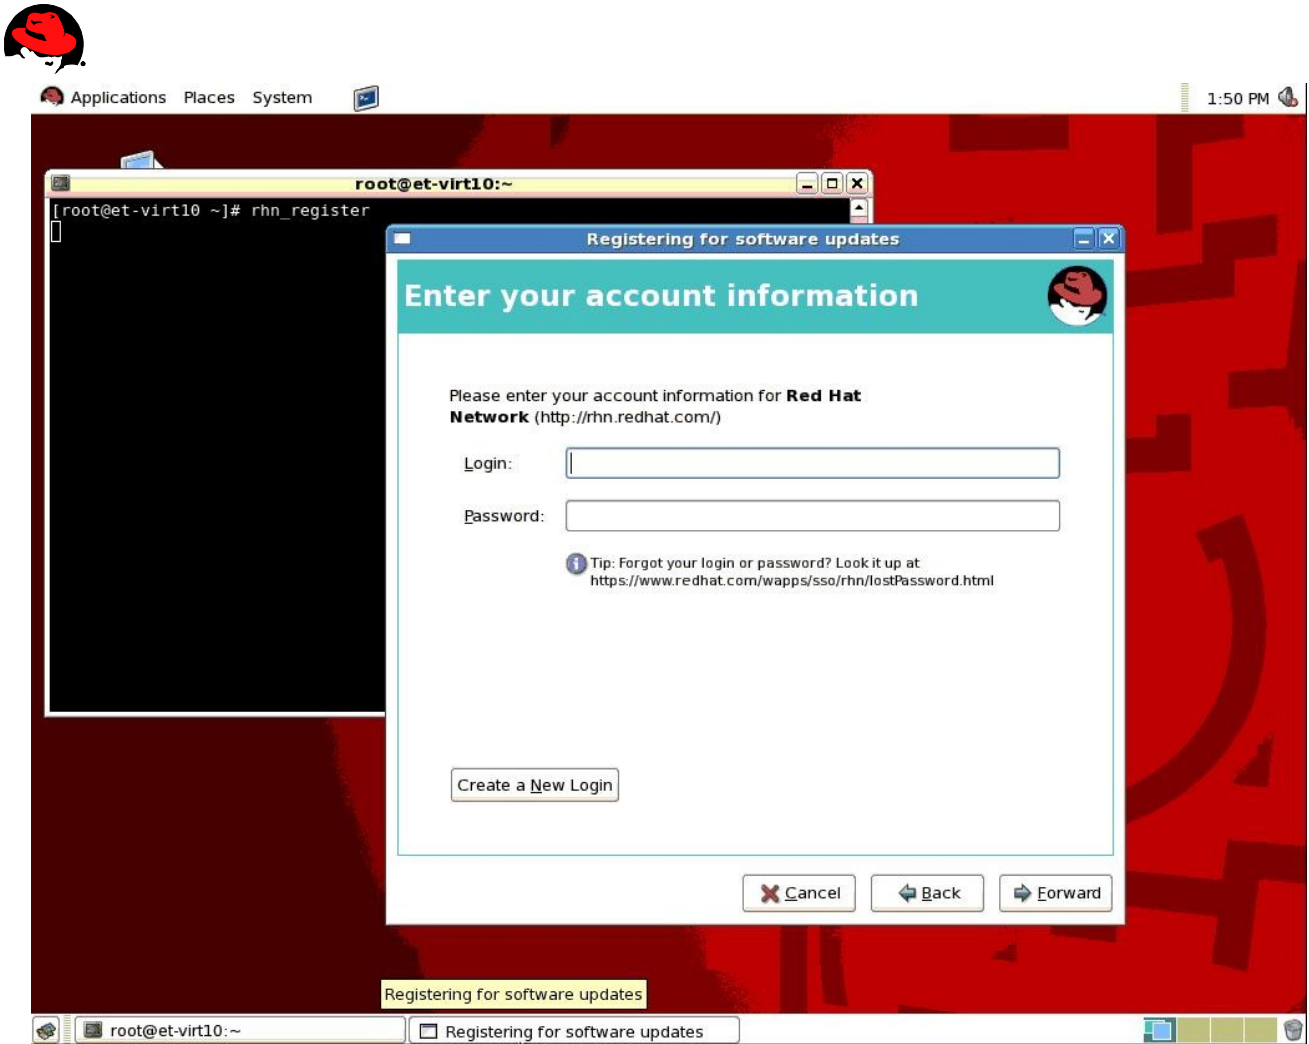 Applications Places System
1:50 PM
root@et-virt10:~
[root@et-virt10 ~]# rhn_register
Registering for software updates
Enter your account information
Please enter your account information for Red Hat
Network (http://rhn.redhat.com/)
Login:
Password:
Tip: Forgot your login or password? Look it up at
https://www.redhat.com/wapps/sso/rhn/lostPassword.html
Create a New Login
Cancel
Back
Forward
Registering for software updates
root@et-virt10:~
Registering for software updates